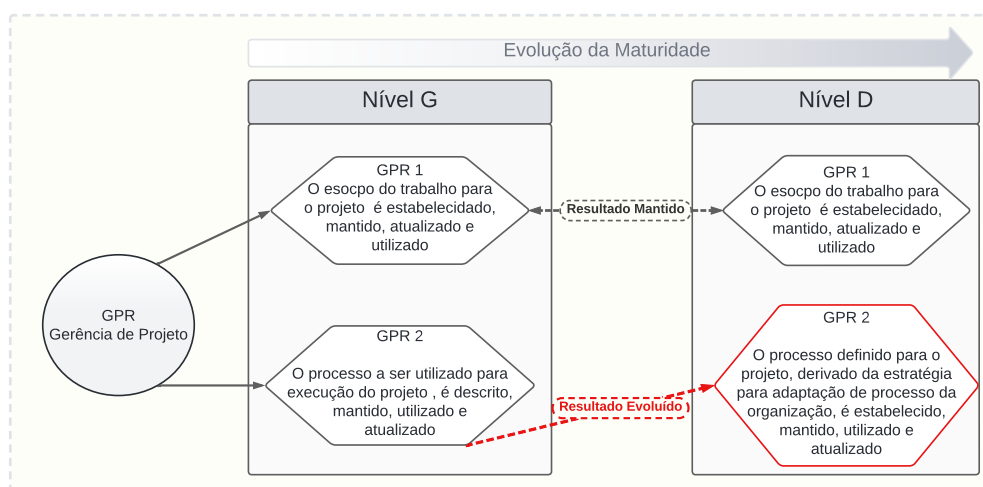 Evolução da Maturidade
Nível G
Nível D
GPR 1
O esocpo do trabalho para
o projeto  é estabelecidado,
mantido, atualizado e
utilizado
Resultado Mantido
GPR 1
O esocpo do trabalho para
o projeto  é estabelecidado,
mantido, atualizado e
utilizado
GPR
Gerência de Projeto
GPR 2
O processo a ser utilizado para
execução do projeto , é descrito,
mantido, utilizado e
atualizado
Resultado Evoluído
GPR 2
O processo definido para o
projeto, derivado da estratégia
para adaptação de processo da
organização, é estabelecido,
mantido, utilizado e
atualizado